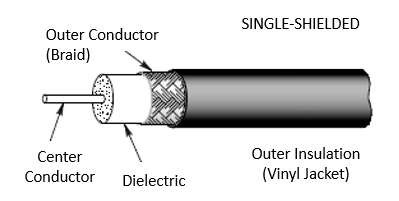 SINGLE-SHIELDED
Outer Conductor
(Braid)
Center
Conductor
Dielectric
Outer Insulation
(Vinyl Jacket)